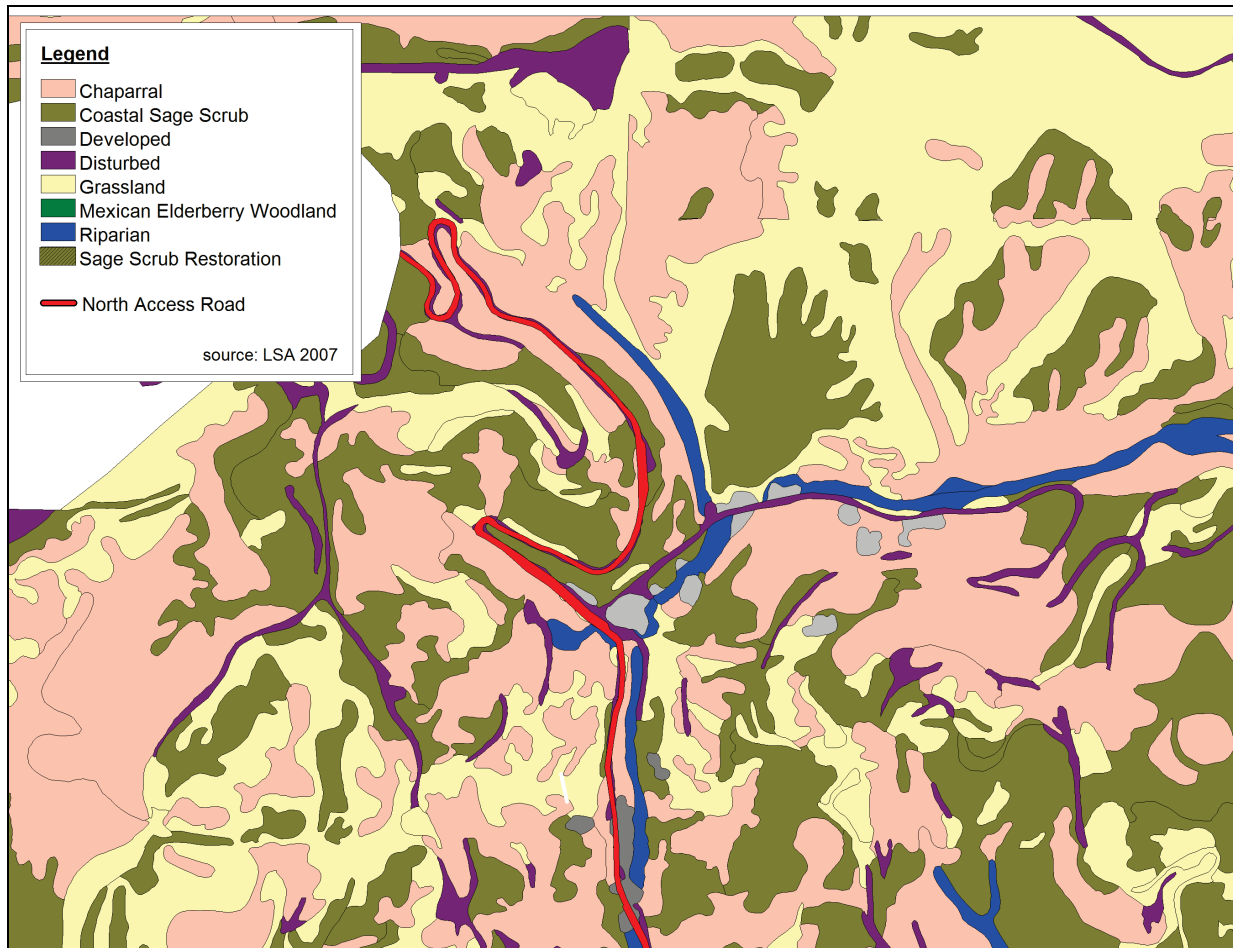 Legend
Chaparral
Coastal Sage Scrub
Developed
Disturbed
Grassland
Mexican Elderberry Woodland
Riparian
Sage Scrub Restoration
North Access Road
source: LSA 2007